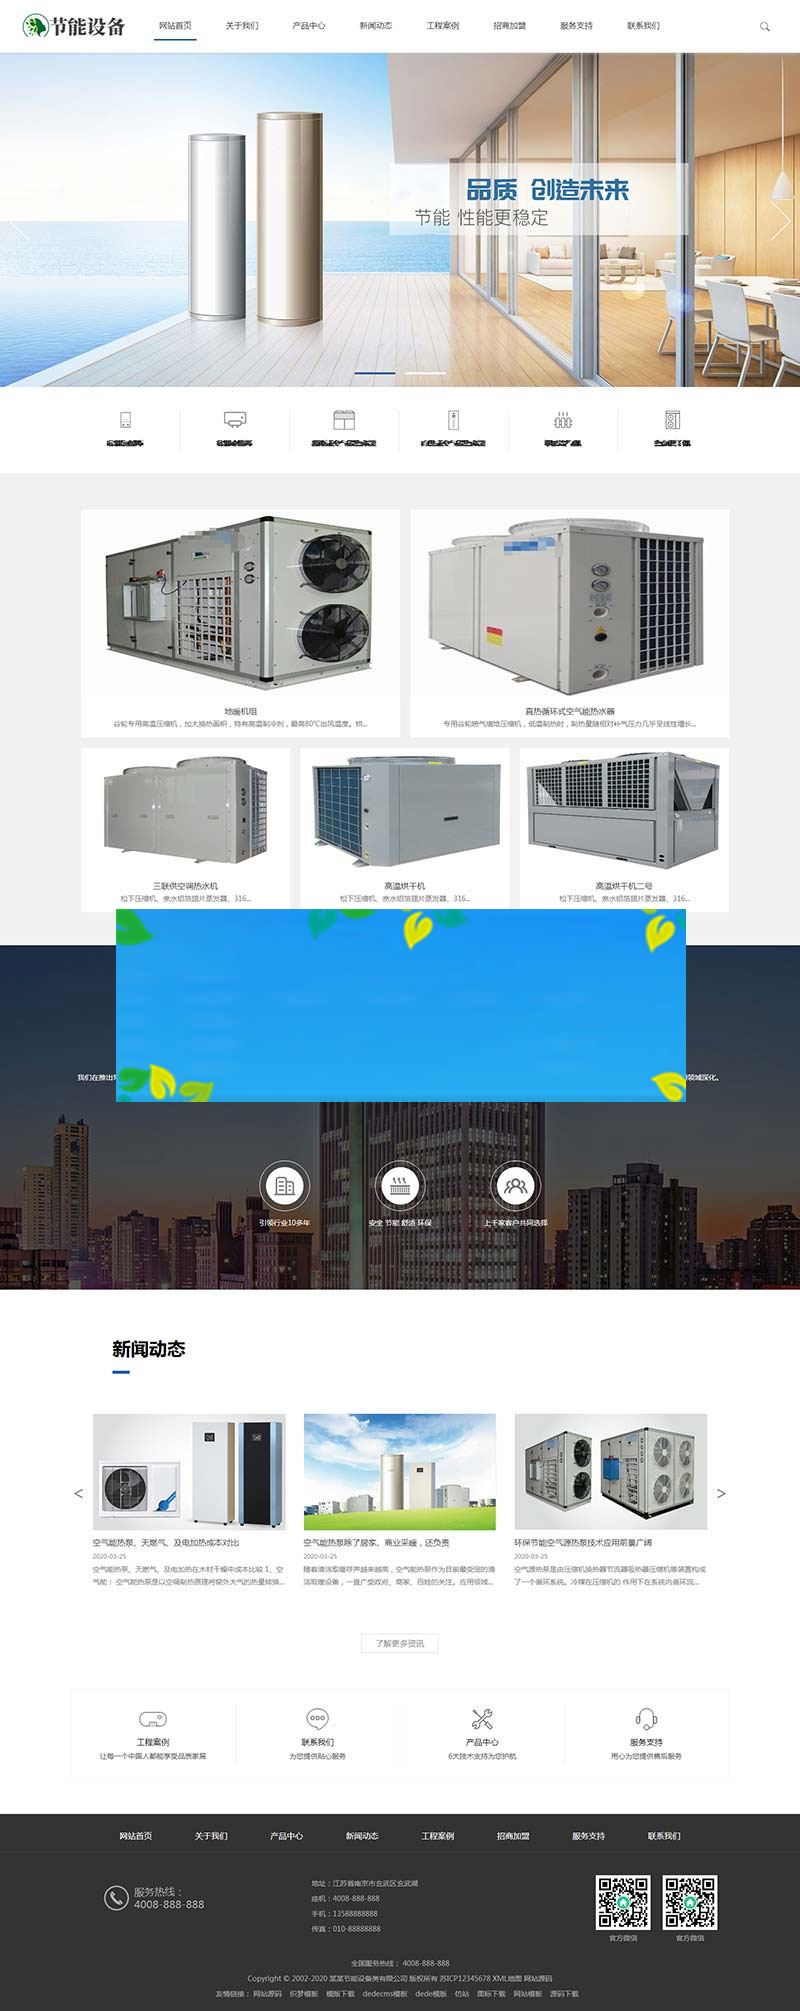 节能设备
网站首页 关于我们 产品中心 新闻动态 工程案例 招商加盟 服务支持 联系我们
品质 创造未来
节能 性能更稳定
地暖机组
谷轮专用高温压缩机，加大换热面积，特有高温制冷剂，最高80℃出风温度。烘...
直热循环式空气能热水器
专用谷轮喷气增焓压缩机，低温制热时，制热量随相对补气压力几乎呈线性增长...
三联供空调热水机
松下压缩机、亲水铝箔翅片蒸发器、316...
高温烘干机
松下压缩机、亲水铝箔翅片蒸发器、316...
高温烘干机二号
松下压缩机、亲水铝箔翅片蒸发器、316...
我们在推出 领域深化。
引领行业10多年
安全 节能 舒适 环保
上千家客户共同选择
新闻动态
<
>
空气能热泵、天燃气、及电加热成本对比
2020-03-25
空气能热泵、天燃气、及电加热在木材干燥中成本比较 1、空
气能： 空气能热泵是以空调制热原理将窑外大气的热量转换...
空气能热泵除了居家、商业采暖，还负责
2020-03-25
随着清洁取暖呼声越来越高，空气能热泵作为目前最受宠的清
洁取暖设备，一直广受政府、商家、百姓的关注。应用领域...
环保节能空气源热泵技术应用前景广阔
2020-03-25
空气源热泵是由压缩机换热器节流器吸热器压缩机等装置构成
了一个循环系统。冷媒在压缩机的 作用下在系统内循环流...
了解更多资讯
工程案例
让每一个中国人都能享受品质家居
联系我们
为您提供贴心服务
产品中心
6大技术支持为您护航
服务支持
用心为您提供售后服务
网站首页 关于我们 产品中心 新闻动态 工程案例 招商加盟 服务支持 联系我们
服务热线：
4008-888-888
地址：江苏省南京市玄武区玄武湖
座机：4008-888-888
手机：13588888888
传真：010-88888888
官方微信
官方微信
全国服务热线： 4008-888-888
Copyright © 2002-2020 某某节能设备类有限公司 版权所有 苏ICP12345678 XML地图 网站源码
友情链接： 网站源码 织梦模板 模版下载 dedecms模板 dede模版 仿站 图标下载 网站模板 源码下载